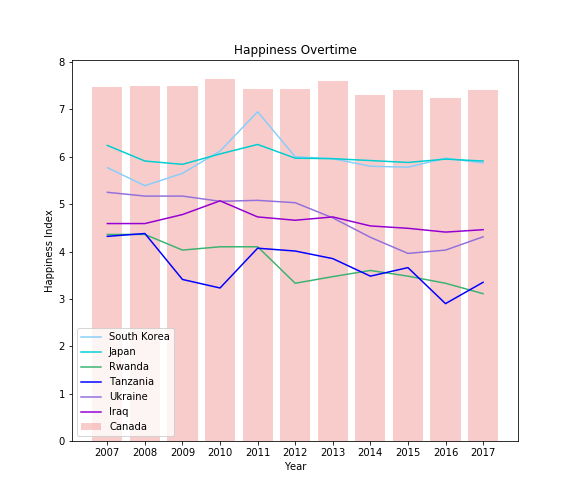 Happiness Overtime
8
7
6
5
4
3
2
1
0
Happiness Index
South Korea
Japan
Rwanda
Tanzania
Ukraine
Iraq
Canada
2007 2008 2009 2010 2011 2012 2013 2014 2015 2016 2017
Year